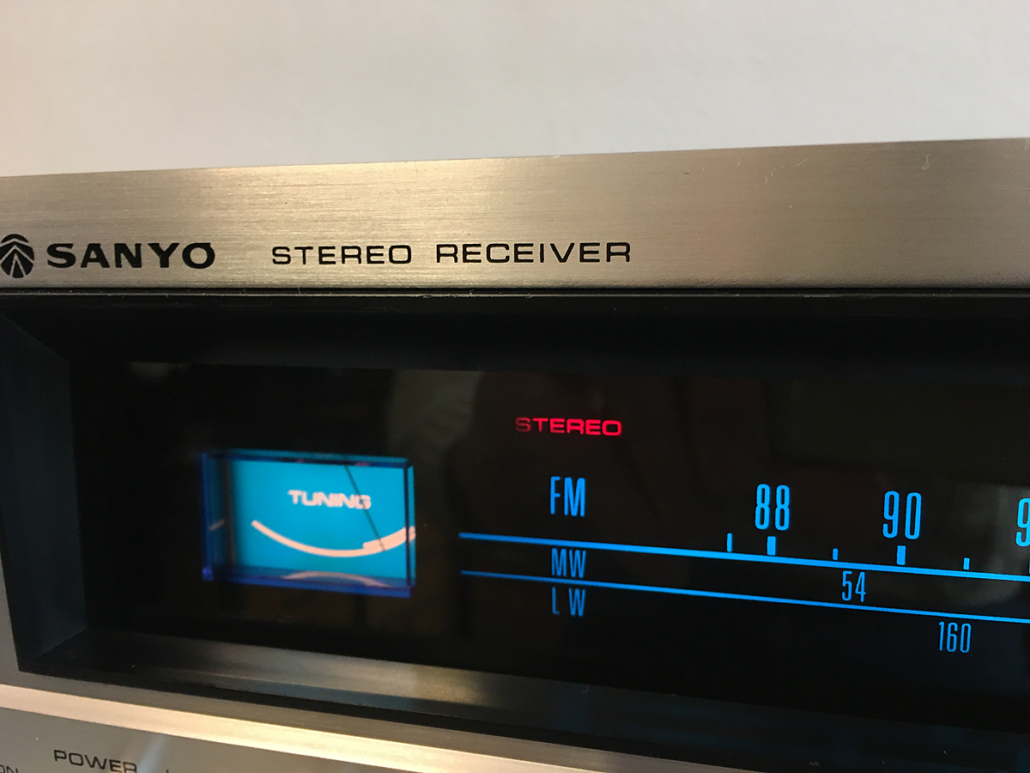 SANYO STEREO RECEIVER
STEREO
TUNING
FM 88 90
MW 54
LW 160
POWER